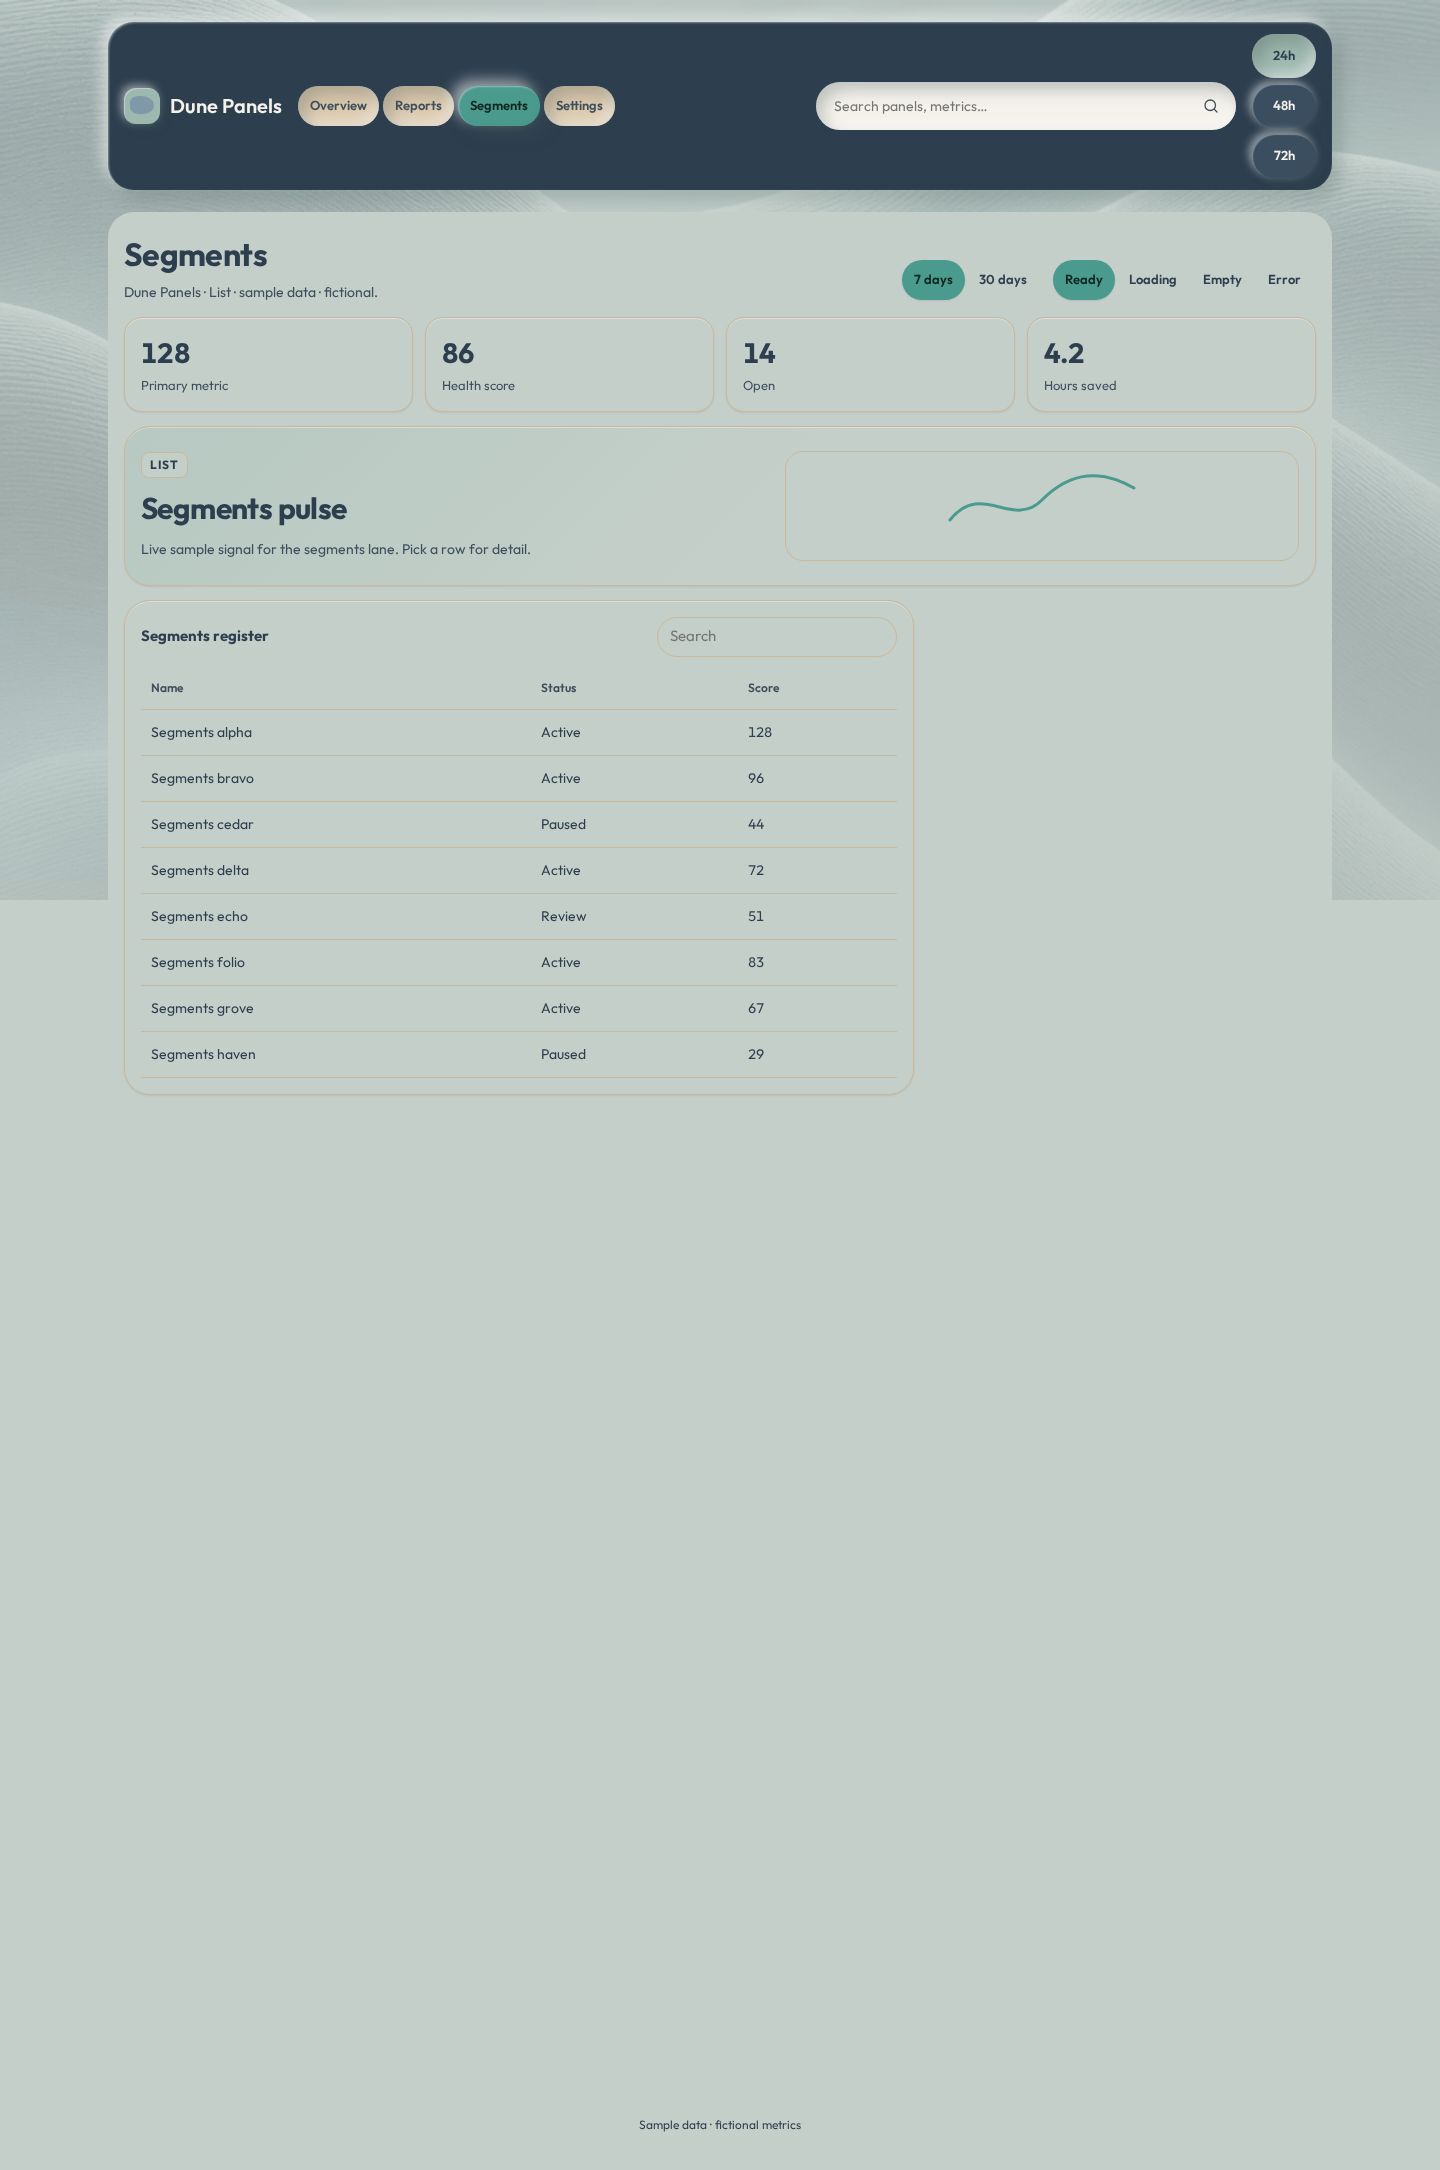 Dune Panels
Overview
Reports
Segments
Settings
Search panels, metrics…
24h
48h
72h
Segments
Dune Panels · List · sample data · fictional.
7 days
30 days
Ready
Loading
Empty
Error
128
Primary metric
86
Health score
14
Open
4.2
Hours saved
LIST
Segments pulse
Live sample signal for the segments lane. Pick a row for detail.
Segments register
Search
Name Status Score
Segments alpha Active 128
Segments bravo Active 96
Segments cedar Paused 44
Segments delta Active 72
Segments echo Review 51
Segments folio Active 83
Segments grove Active 67
Segments haven Paused 29
Sample data · fictional metrics